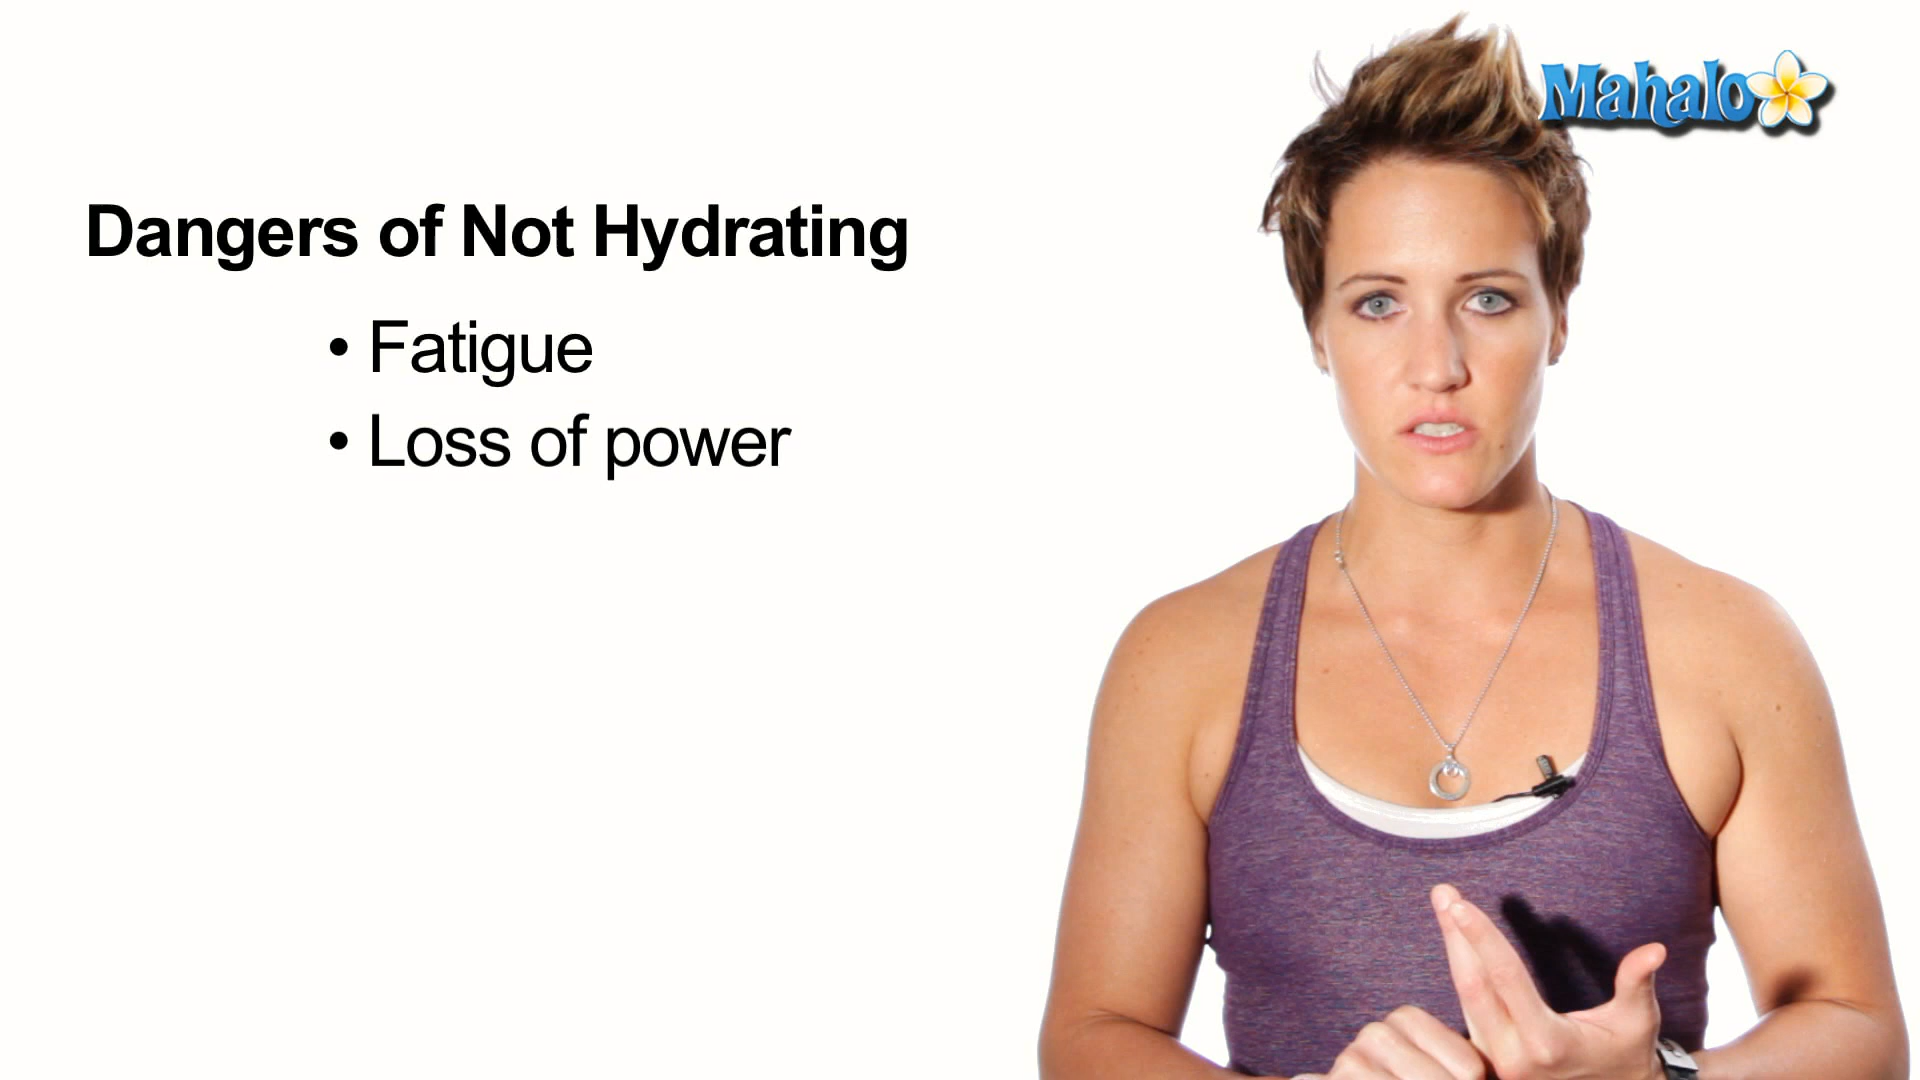 Mahalo
Dangers of Not Hydrating
• Fatigue
• Loss of power